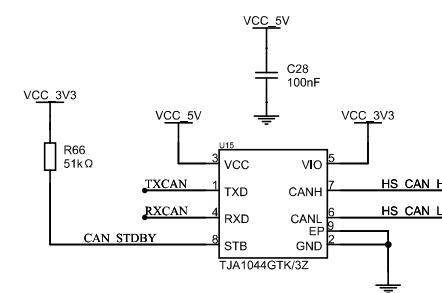 VCC_5V
C28
100nF
VCC_3V3
R66
51kΩ
VCC_5V
VCC_3V3
U15
3 VCC VIO 5
TXCAN 1 TXD CANH 7 HS_CAN_H
RXCAN 4 RXD CANL 6 HS_CAN_L
EP 9
CAN_STDBY 8 STB GND 2
TJA1044GTK/3Z